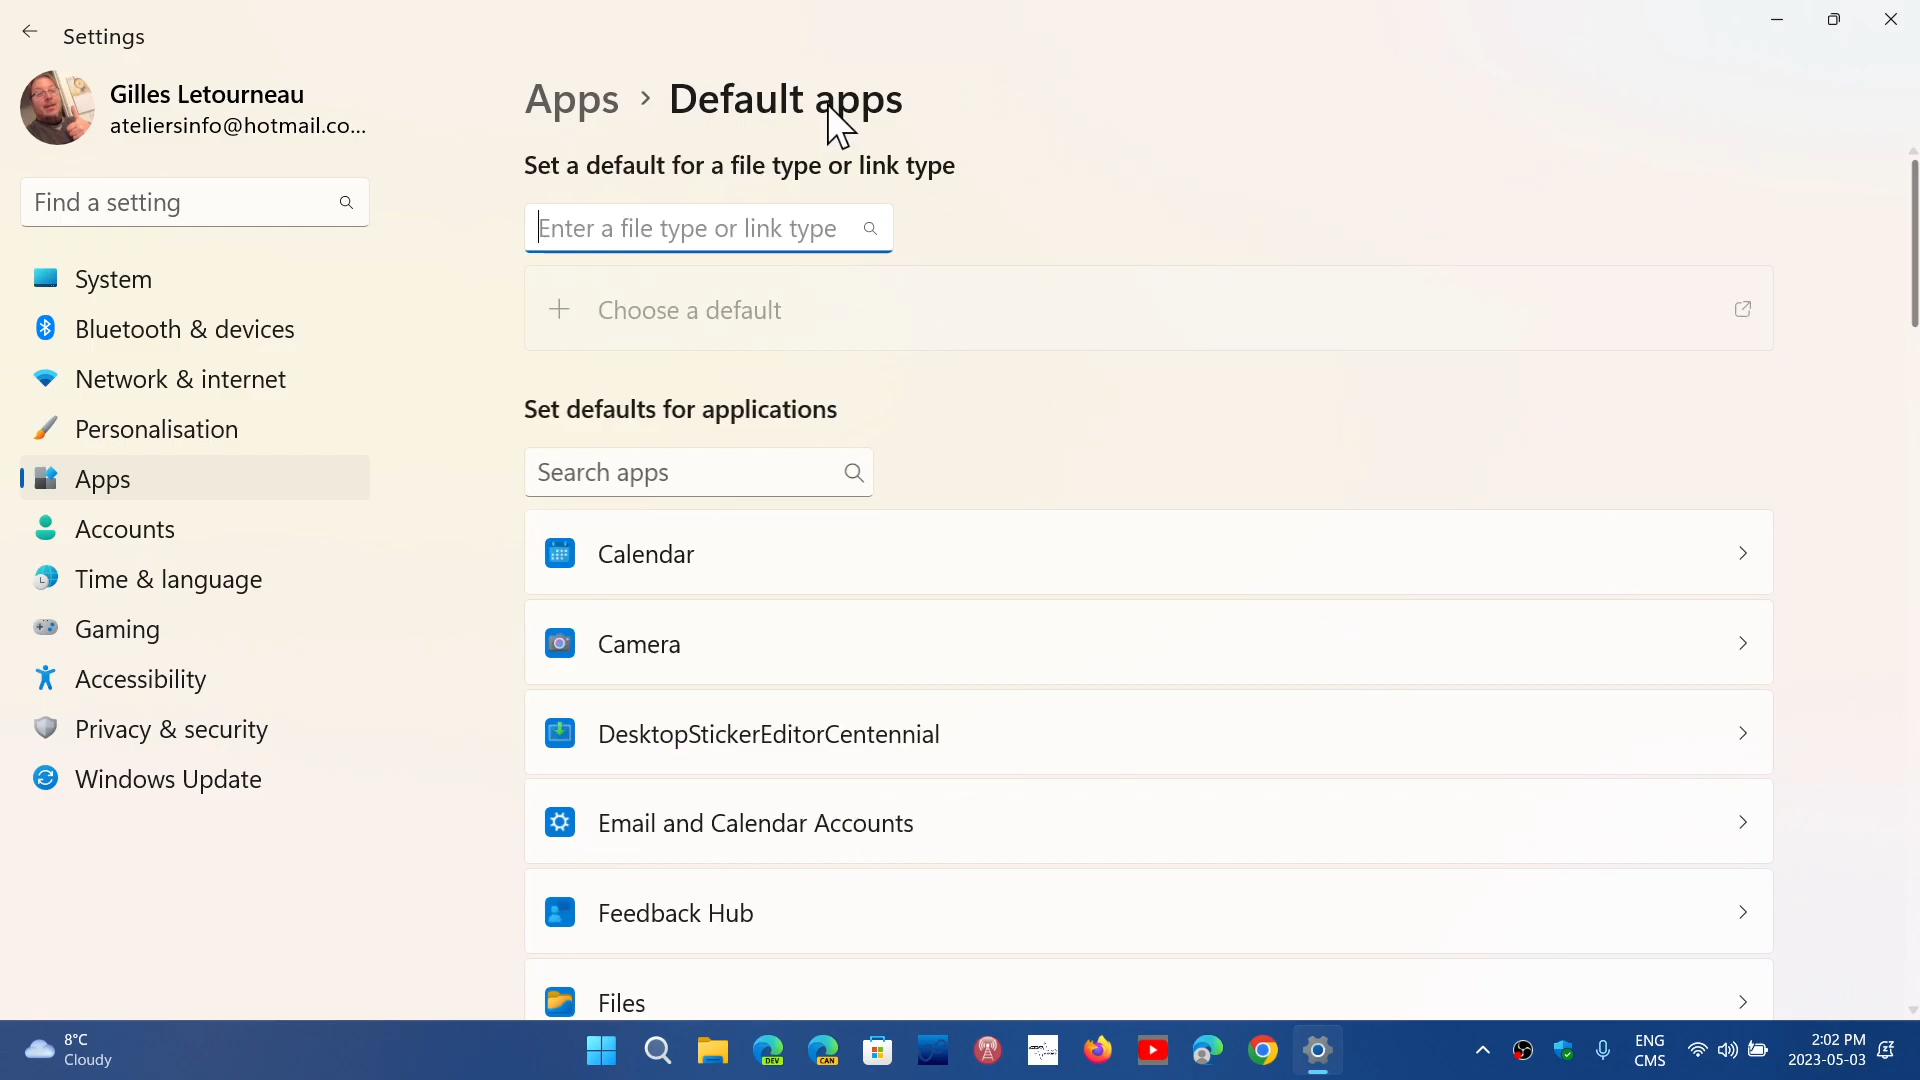 Settings
Gilles Letourneau
ateliersinfo@hotmail.co...
Find a setting
System
Bluetooth & devices
Network & internet
Personalisation
Apps
Accounts
Time & language
Gaming
Accessibility
Privacy & security
Windows Update
Apps > Default apps
Set a default for a file type or link type
Enter a file type or link type
Choose a default
Set defaults for applications
Search apps
Calendar
Camera
DesktopStickerEditorCentennial
Email and Calendar Accounts
Feedback Hub
Files
8°C
Cloudy
DEV
CAN
ENG
CMS
2:02 PM
2023-05-03